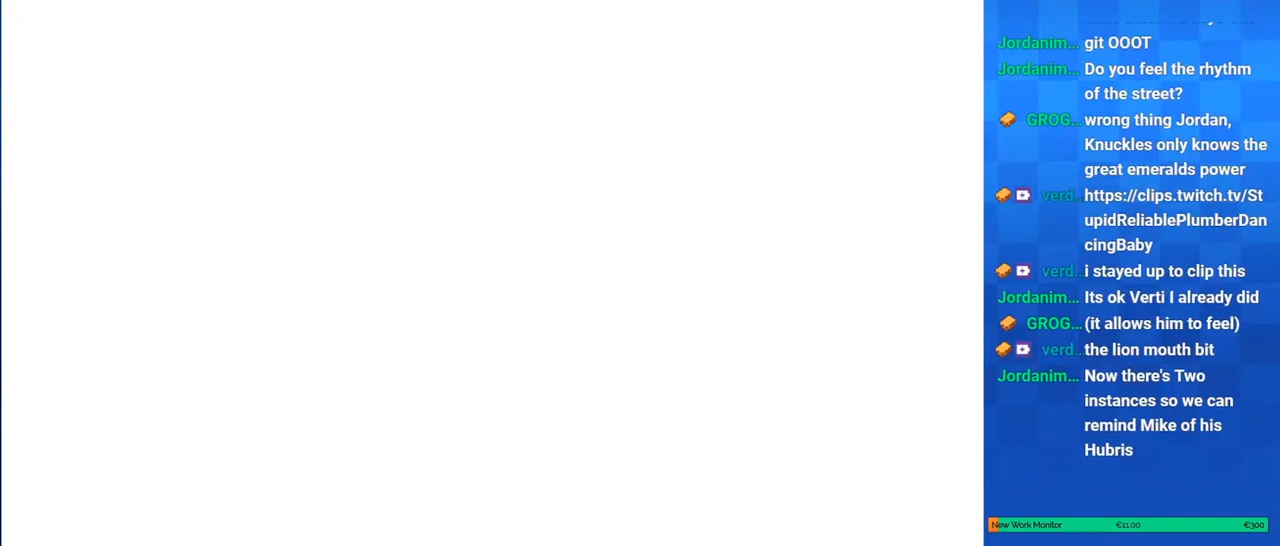 Jordanim... git OOOT
Jordanim... Do you feel the rhythm
of the street?
GROG... wrong thing Jordan,
Knuckles only knows the
great emeralds power
verd... https://clips.twitch.tv/St
upidReliablePlumberDan
cingBaby
verd... i stayed up to clip this
Jordanim... Its ok Verti I already did
GROG... (it allows him to feel)
verd... the lion mouth bit
Jordanim... Now there's Two
instances so we can
remind Mike of his
Hubris
New Work Monitor €11.00 €300